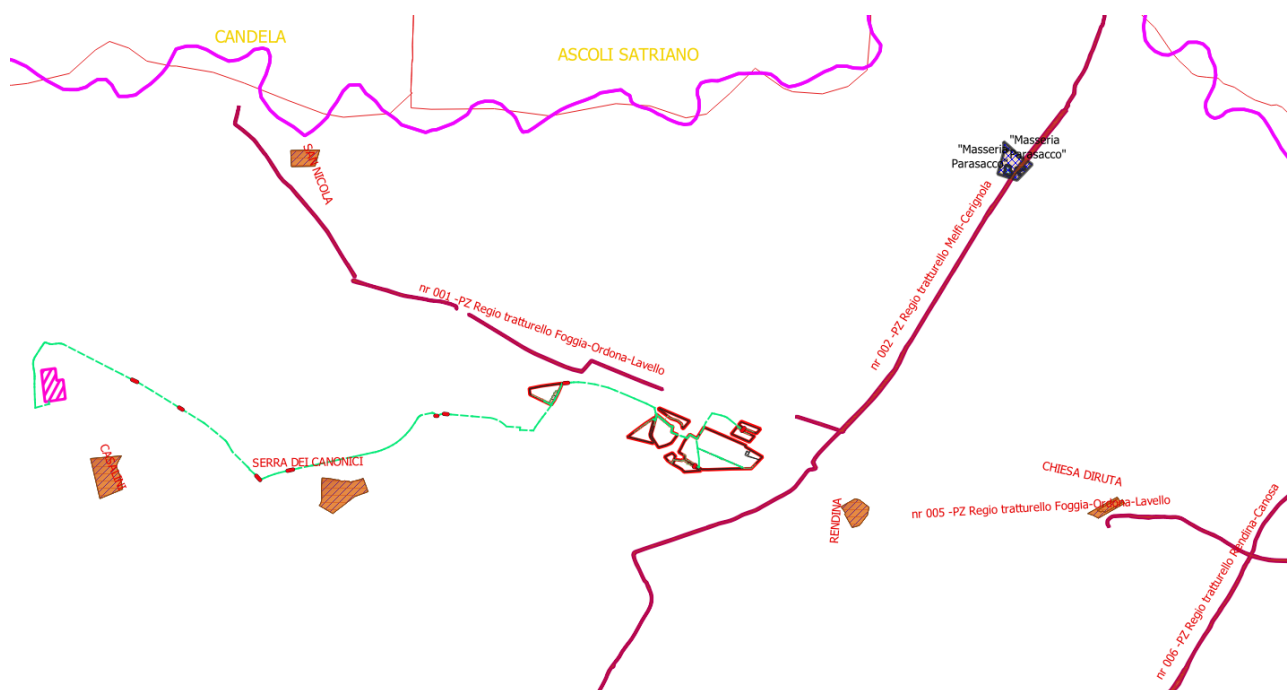 CANDELA
ASCOLI SATRIANO
SAN NICOLA
"Masseria
Parasacco"
"Masseria
Parasacco"
nr 001 -PZ Regio tratturello Foggia-Ordona-Lavello
nr 002 -PZ Regio tratturello Melfi-Cerignola
CASALINI
SERRA DEI CANONICI
RENDINA
CHIESA DIRUTA
nr 005 -PZ Regio tratturello Foggia-Ordona-Lavello
nr 006 -PZ Regio tratturello Rendina-Canosa